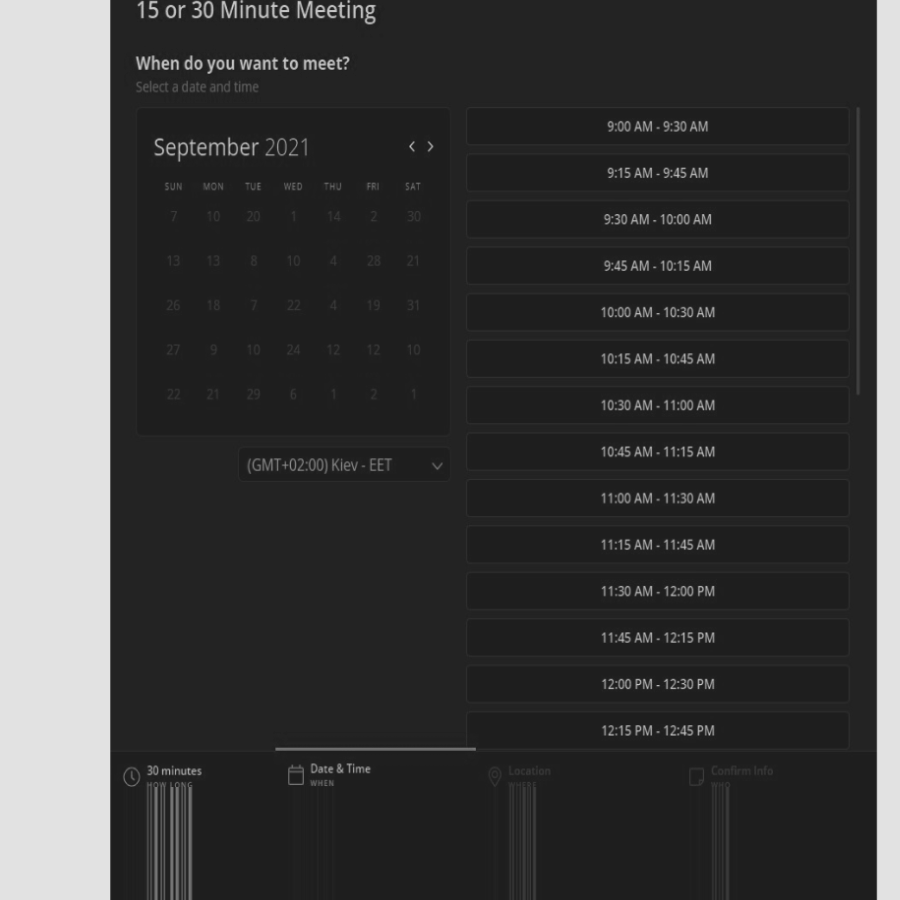 15 or 30 Minute Meeting
When do you want to meet?
Select a date and time
September 2021
SUN MON TUE WED THU FRI SAT
7 10 20 1 14 2 30
13 13 8 10 4 28 21
26 18 7 22 4 19 31
27 9 10 24 12 12 10
22 21 29 6 1 2 1
(GMT+02:00) Kiev - EET
9:00 AM - 9:30 AM
9:15 AM - 9:45 AM
9:30 AM - 10:00 AM
9:45 AM - 10:15 AM
10:00 AM - 10:30 AM
10:15 AM - 10:45 AM
10:30 AM - 11:00 AM
10:45 AM - 11:15 AM
11:00 AM - 11:30 AM
11:15 AM - 11:45 AM
11:30 AM - 12:00 PM
11:45 AM - 12:15 PM
12:00 PM - 12:30 PM
12:15 PM - 12:45 PM
30 minutes
HOW LONG
Date & Time
WHEN
Location
WHERE
Confirm Info
WHO